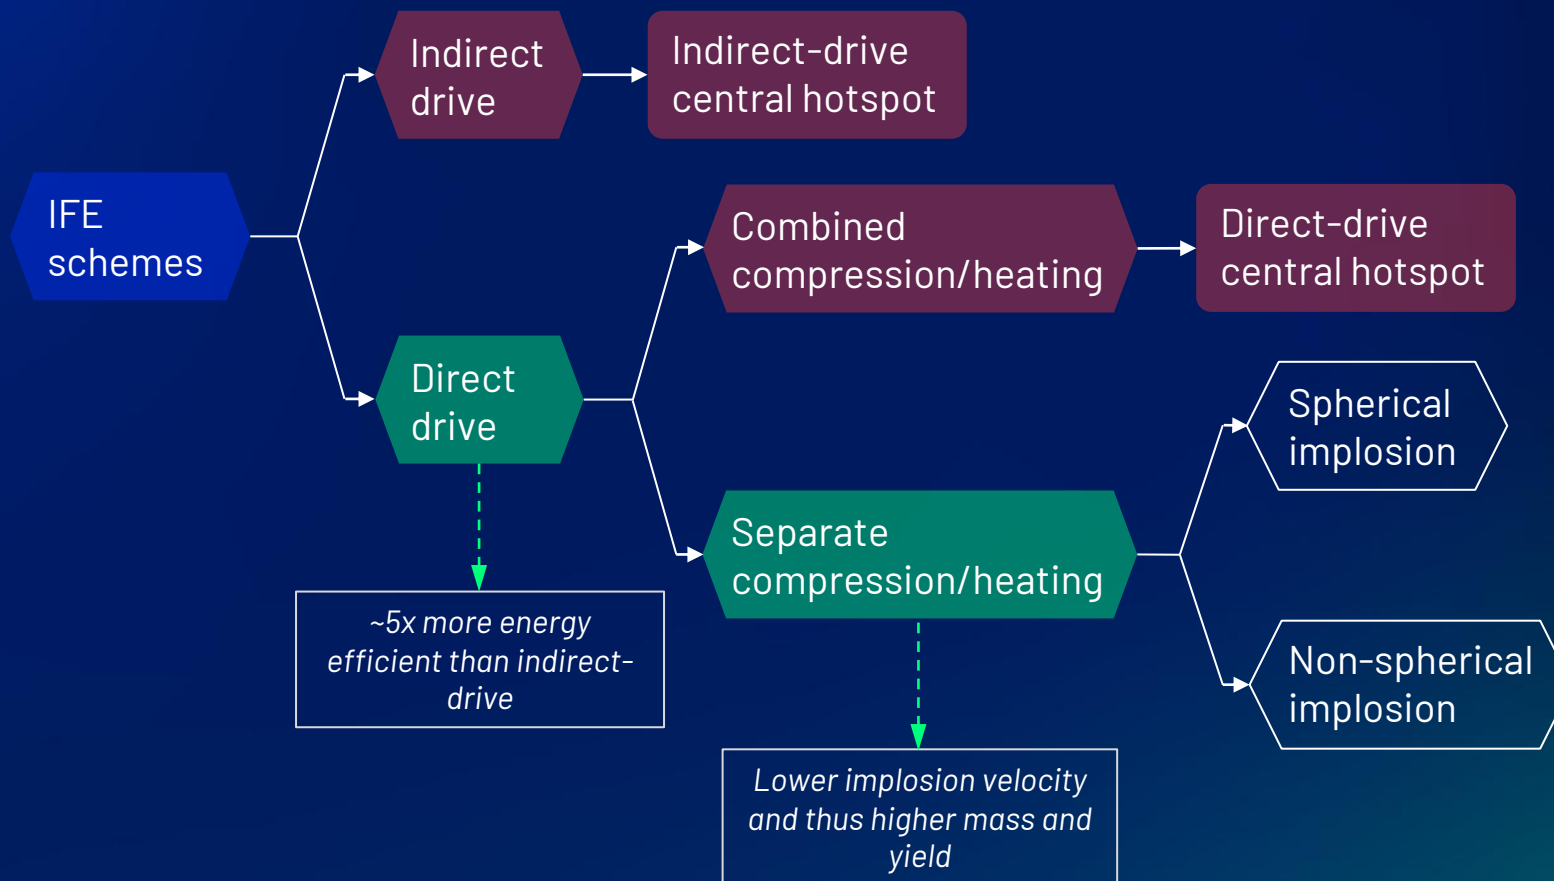 Indirect
drive
Indirect-drive
central hotspot
IFE
schemes
Combined
compression/heating
Direct-drive
central hotspot
Direct
drive
Spherical
implosion
Separate
compression/heating
~5x more energy
efficient than indirect-
drive
Non-spherical
implosion
Lower implosion velocity
and thus higher mass and
yield